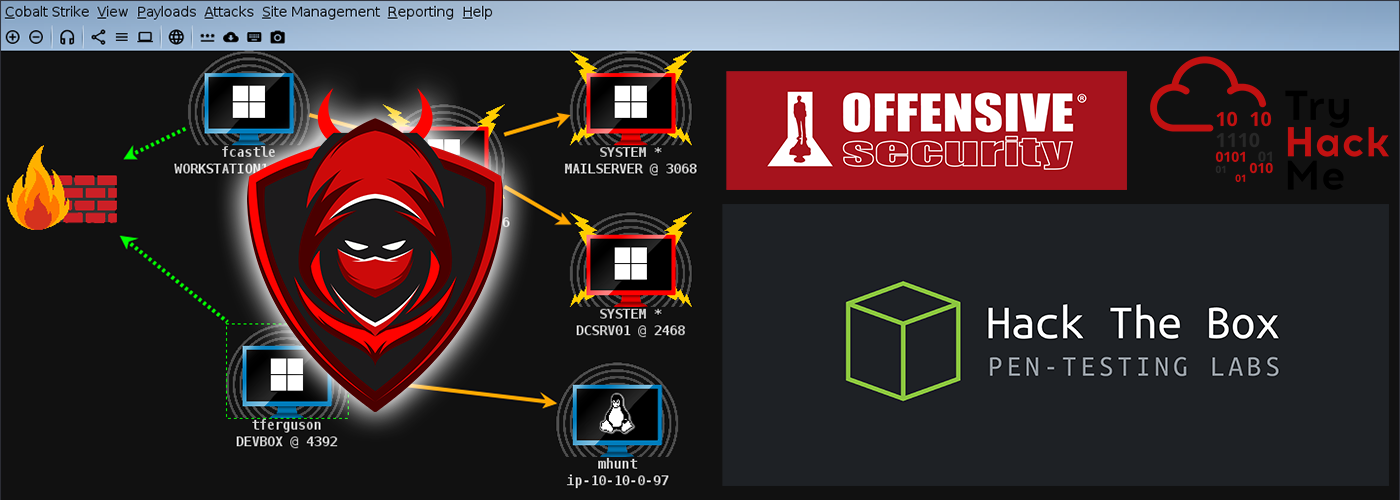 Cobalt Strike View Payloads Attacks Site Management Reporting Help
fcastle
WORKSTATION
SYSTEM *
MAILSERVER @ 3068
6
SYSTEM *
DCSRV01 @ 2468
tferguson
DEVBOX @ 4392
mhunt
ip-10-10-0-97
OFFENSIVE®
security
10 10
1110
0101 01
01 010
01
Try
Hack
Me
Hack The Box
PEN-TESTING LABS